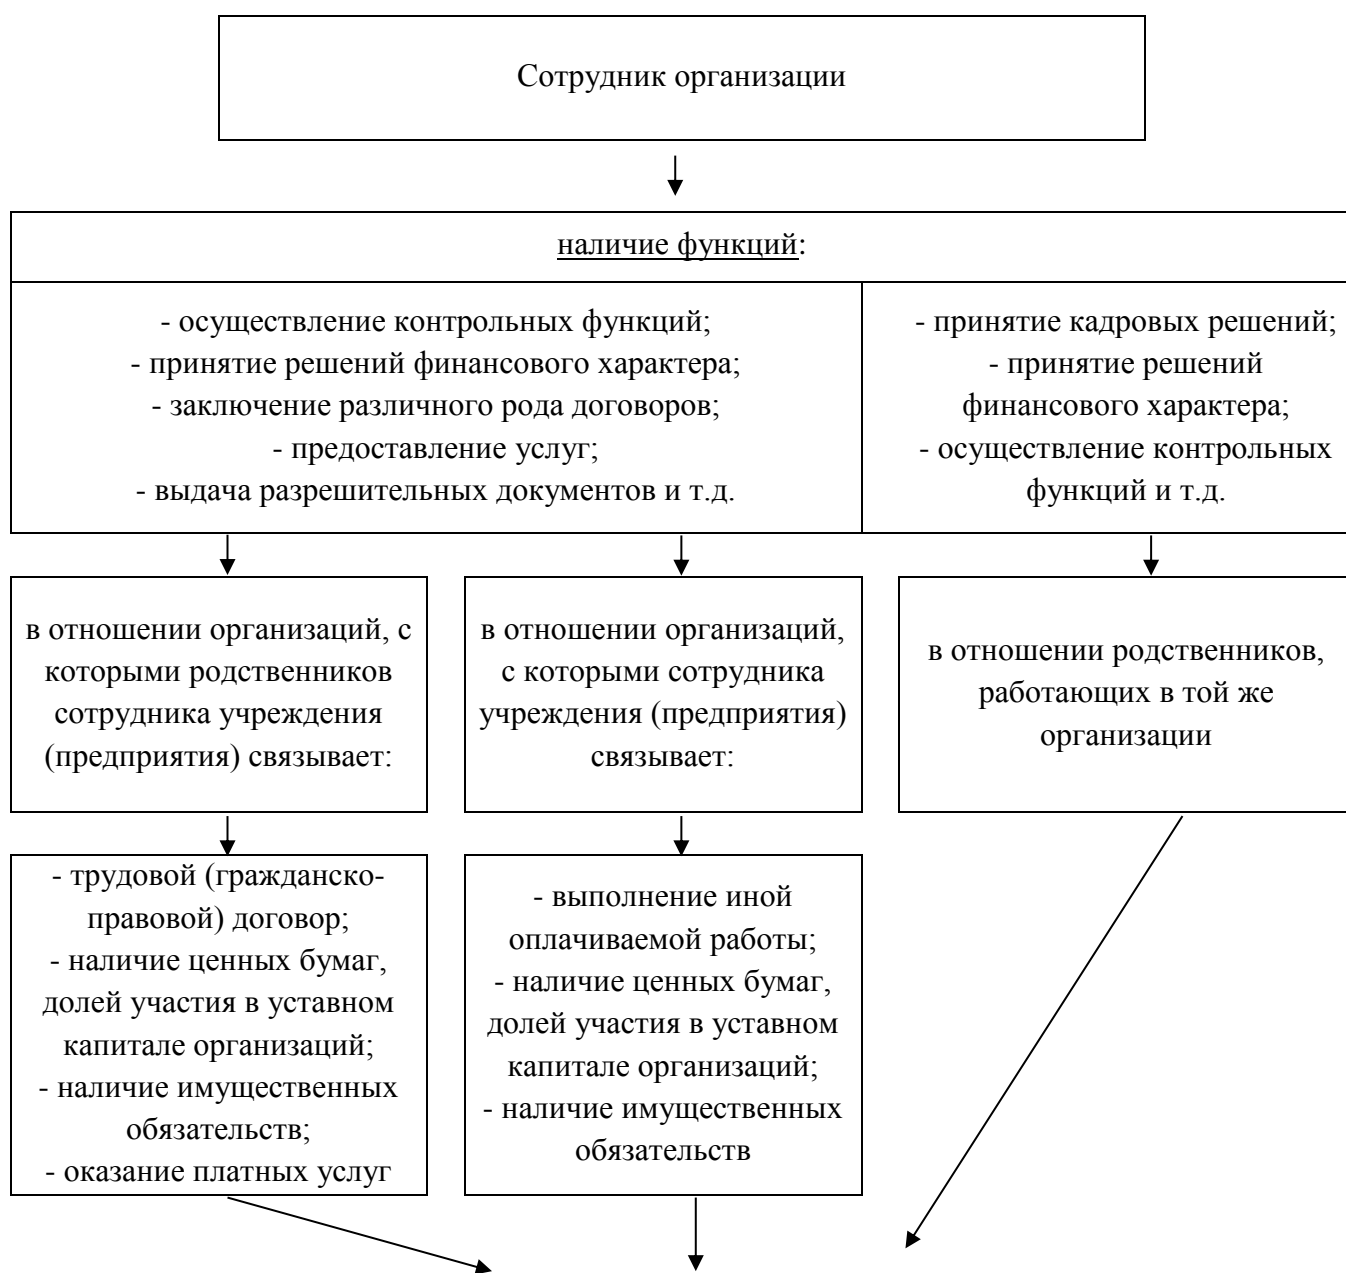 Сотрудник организации
наличие функций:
- осуществление контрольных функций;
- принятие решений финансового характера;
- заключение различного рода договоров;
- предоставление услуг;
- выдача разрешительных документов и т.д.
- принятие кадровых решений;
- принятие решений
финансового характера;
- осуществление контрольных
функций и т.д.
в отношении организаций, с
которыми родственников
сотрудника учреждения
(предприятия) связывает:
в отношении организаций,
с которыми сотрудника
учреждения (предприятия)
связывает:
в отношении родственников,
работающих в той же
организации
- трудовой (гражданско-
правовой) договор;
- наличие ценных бумаг,
долей участия в уставном
капитале организаций;
- наличие имущественных
обязательств;
- оказание платных услуг
- выполнение иной
оплачиваемой работы;
- наличие ценных бумаг,
долей участия в уставном
капитале организаций;
- наличие имущественных
обязательств